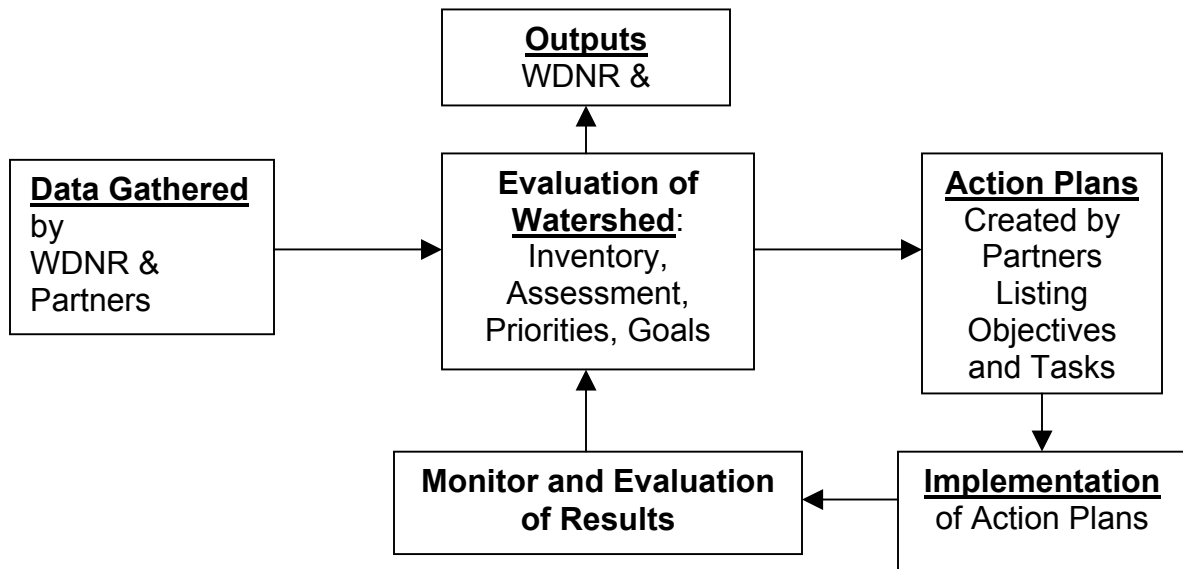 Outputs
WDNR &
Data Gathered
by
WDNR &
Partners
Evaluation of
Watershed:
Inventory,
Assessment,
Priorities, Goals
Action Plans
Created by
Partners
Listing
Objectives
and Tasks
Monitor and Evaluation
of Results
Implementation
of Action Plans